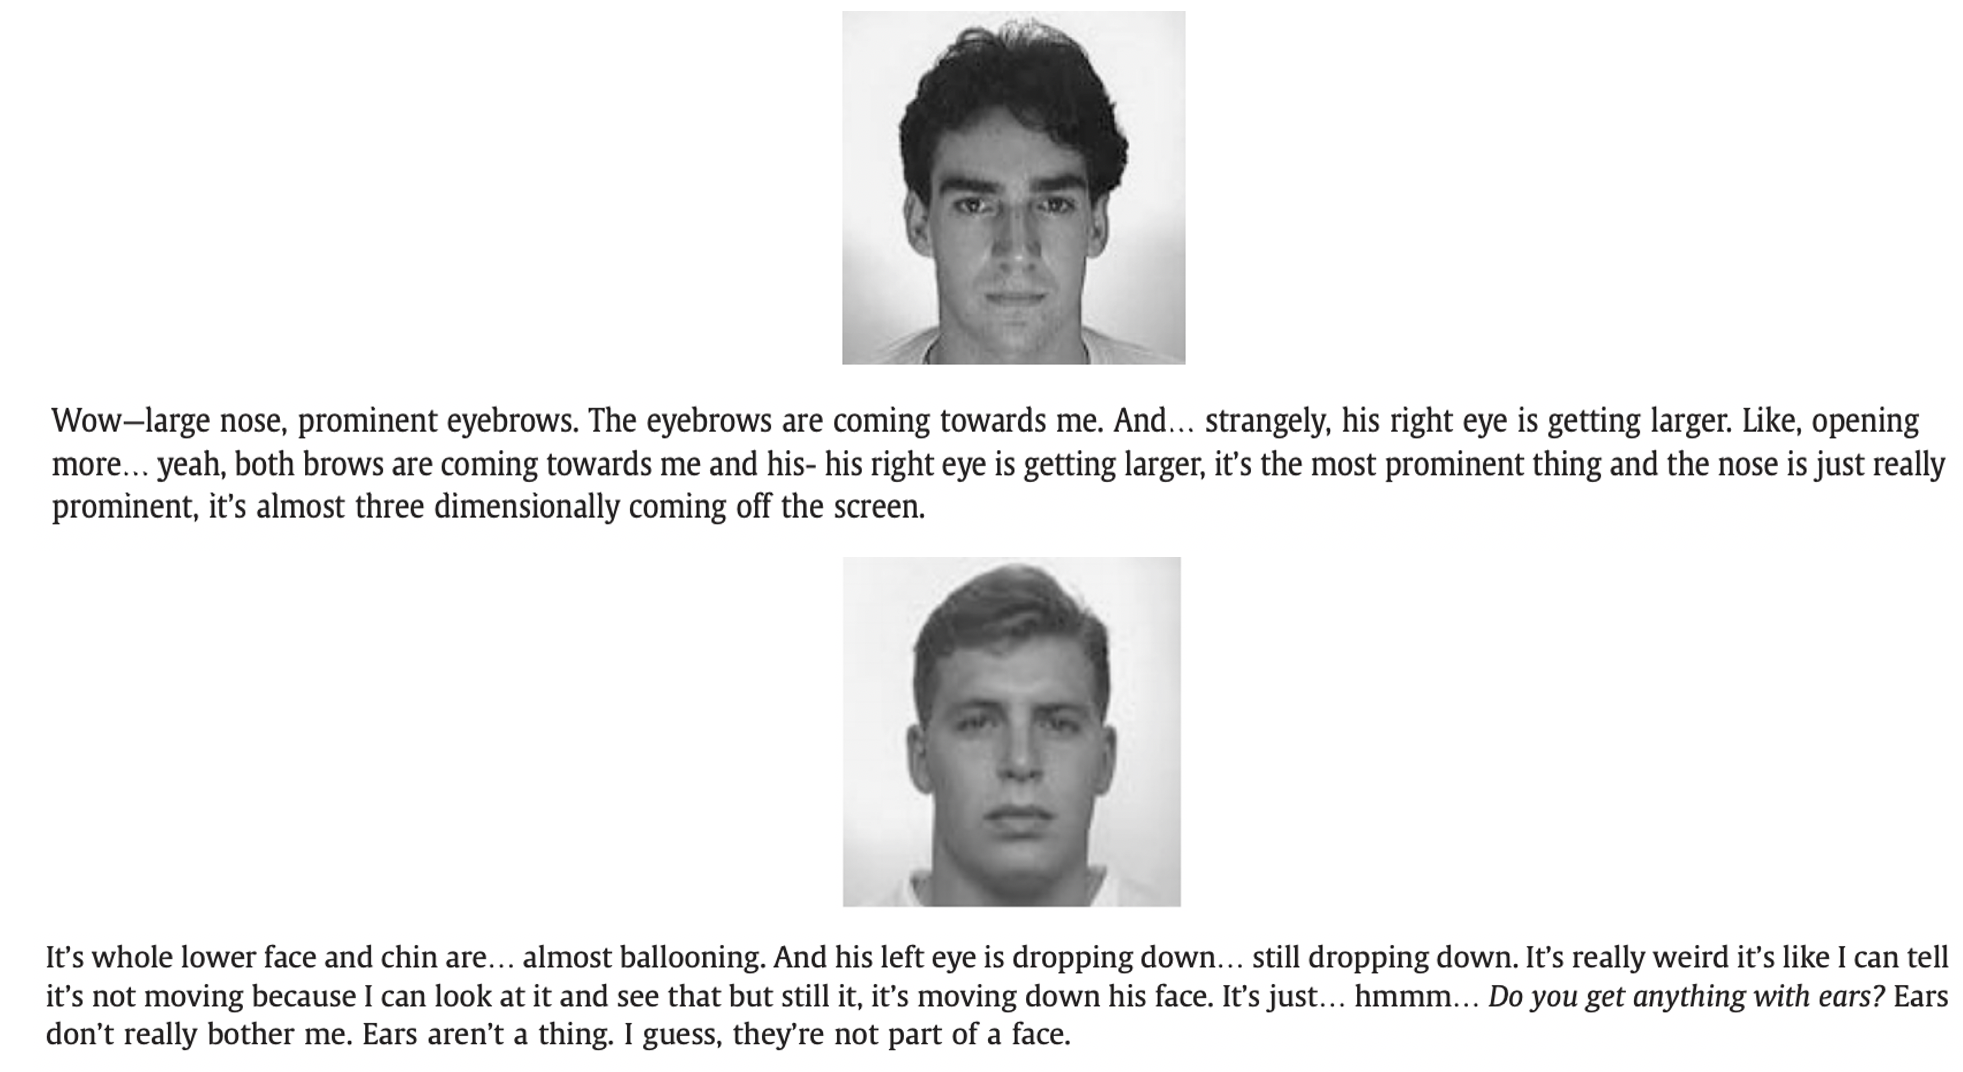 Wow—large nose, prominent eyebrows. The eyebrows are coming towards me. And… strangely, his right eye is getting larger. Like, opening
more… yeah, both brows are coming towards me and his- his right eye is getting larger, it’s the most prominent thing and the nose is just really
prominent, it’s almost three dimensionally coming off the screen.
It’s whole lower face and chin are… almost ballooning. And his left eye is dropping down… still dropping down. It’s really weird it’s like I can tell
it’s not moving because I can look at it and see that but still it, it’s moving down his face. It’s just… hmmm… Do you get anything with ears? Ears
don’t really bother me. Ears aren’t a thing. I guess, they’re not part of a face.